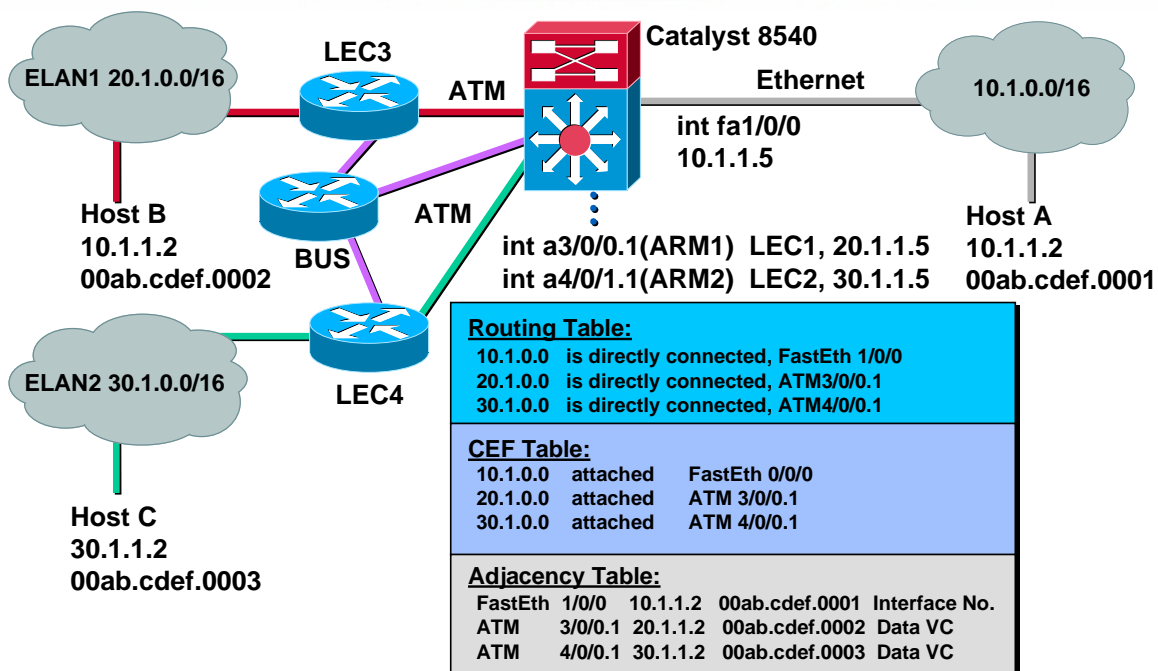 Catalyst 8540
LEC3
ELAN1 20.1.0.0/16
ATM
Ethernet
10.1.0.0/16
int fa1/0/0
10.1.1.5
Host B
10.1.1.2
00ab.cdef.0002
BUS
ATM
Host A
10.1.1.2
00ab.cdef.0001
int a3/0/0.1(ARM1) LEC1, 20.1.1.5
int a4/0/1.1(ARM2) LEC2, 30.1.1.5
ELAN2 30.1.0.0/16
LEC4
Host C
30.1.1.2
00ab.cdef.0003
Routing Table:
10.1.0.0 is directly connected, FastEth 1/0/0
20.1.0.0 is directly connected, ATM3/0/0.1
30.1.0.0 is directly connected, ATM4/0/0.1
CEF Table:
10.1.0.0 attached FastEth 0/0/0
20.1.0.0 attached ATM 3/0/0.1
30.1.0.0 attached ATM 4/0/0.1
Adjacency Table:
FastEth 1/0/0 10.1.1.2 00ab.cdef.0001 Interface No.
ATM 3/0/0.1 20.1.1.2 00ab.cdef.0002 Data VC
ATM 4/0/0.1 30.1.1.2 00ab.cdef.0003 Data VC